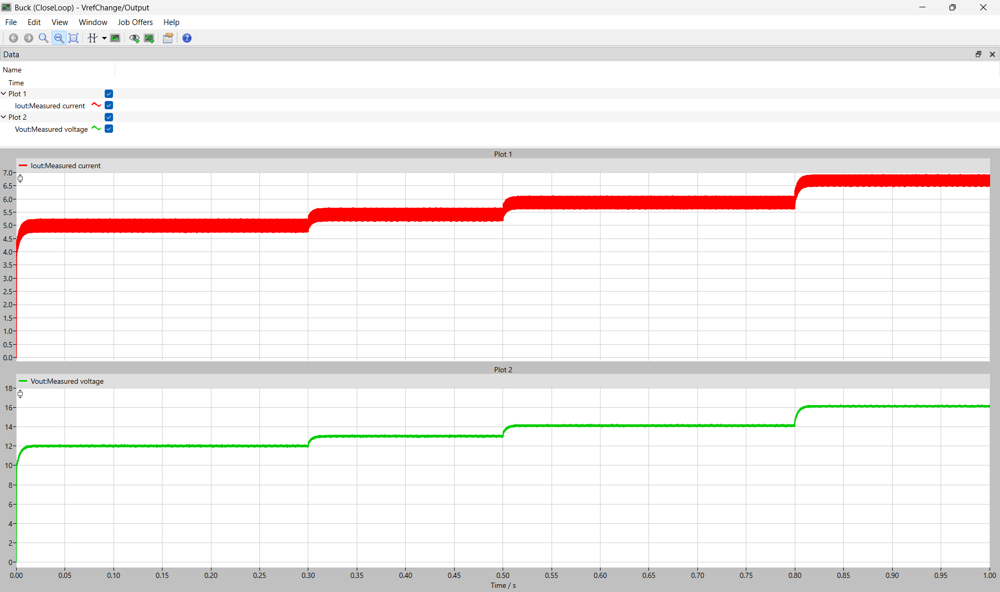 Buck (CloseLoop) - VrefChange/Output
File Edit View Window Job Offers Help
Data
Name
Time
Plot 1
Iout:Measured current
Plot 2
Vout:Measured voltage
Plot 1
Iout:Measured current
7.0
6.5
6.0
5.5
5.0
4.5
4.0
3.5
3.0
2.5
2.0
1.5
1.0
0.5
0.0
Plot 2
Vout:Measured voltage
18
16
14
12
10
8
6
4
2
0
0.00 0.05 0.10 0.15 0.20 0.25 0.30 0.35 0.40 0.45 0.50 0.55 0.60 0.65 0.70 0.75 0.80 0.85 0.90 0.95 1.00
Time / s